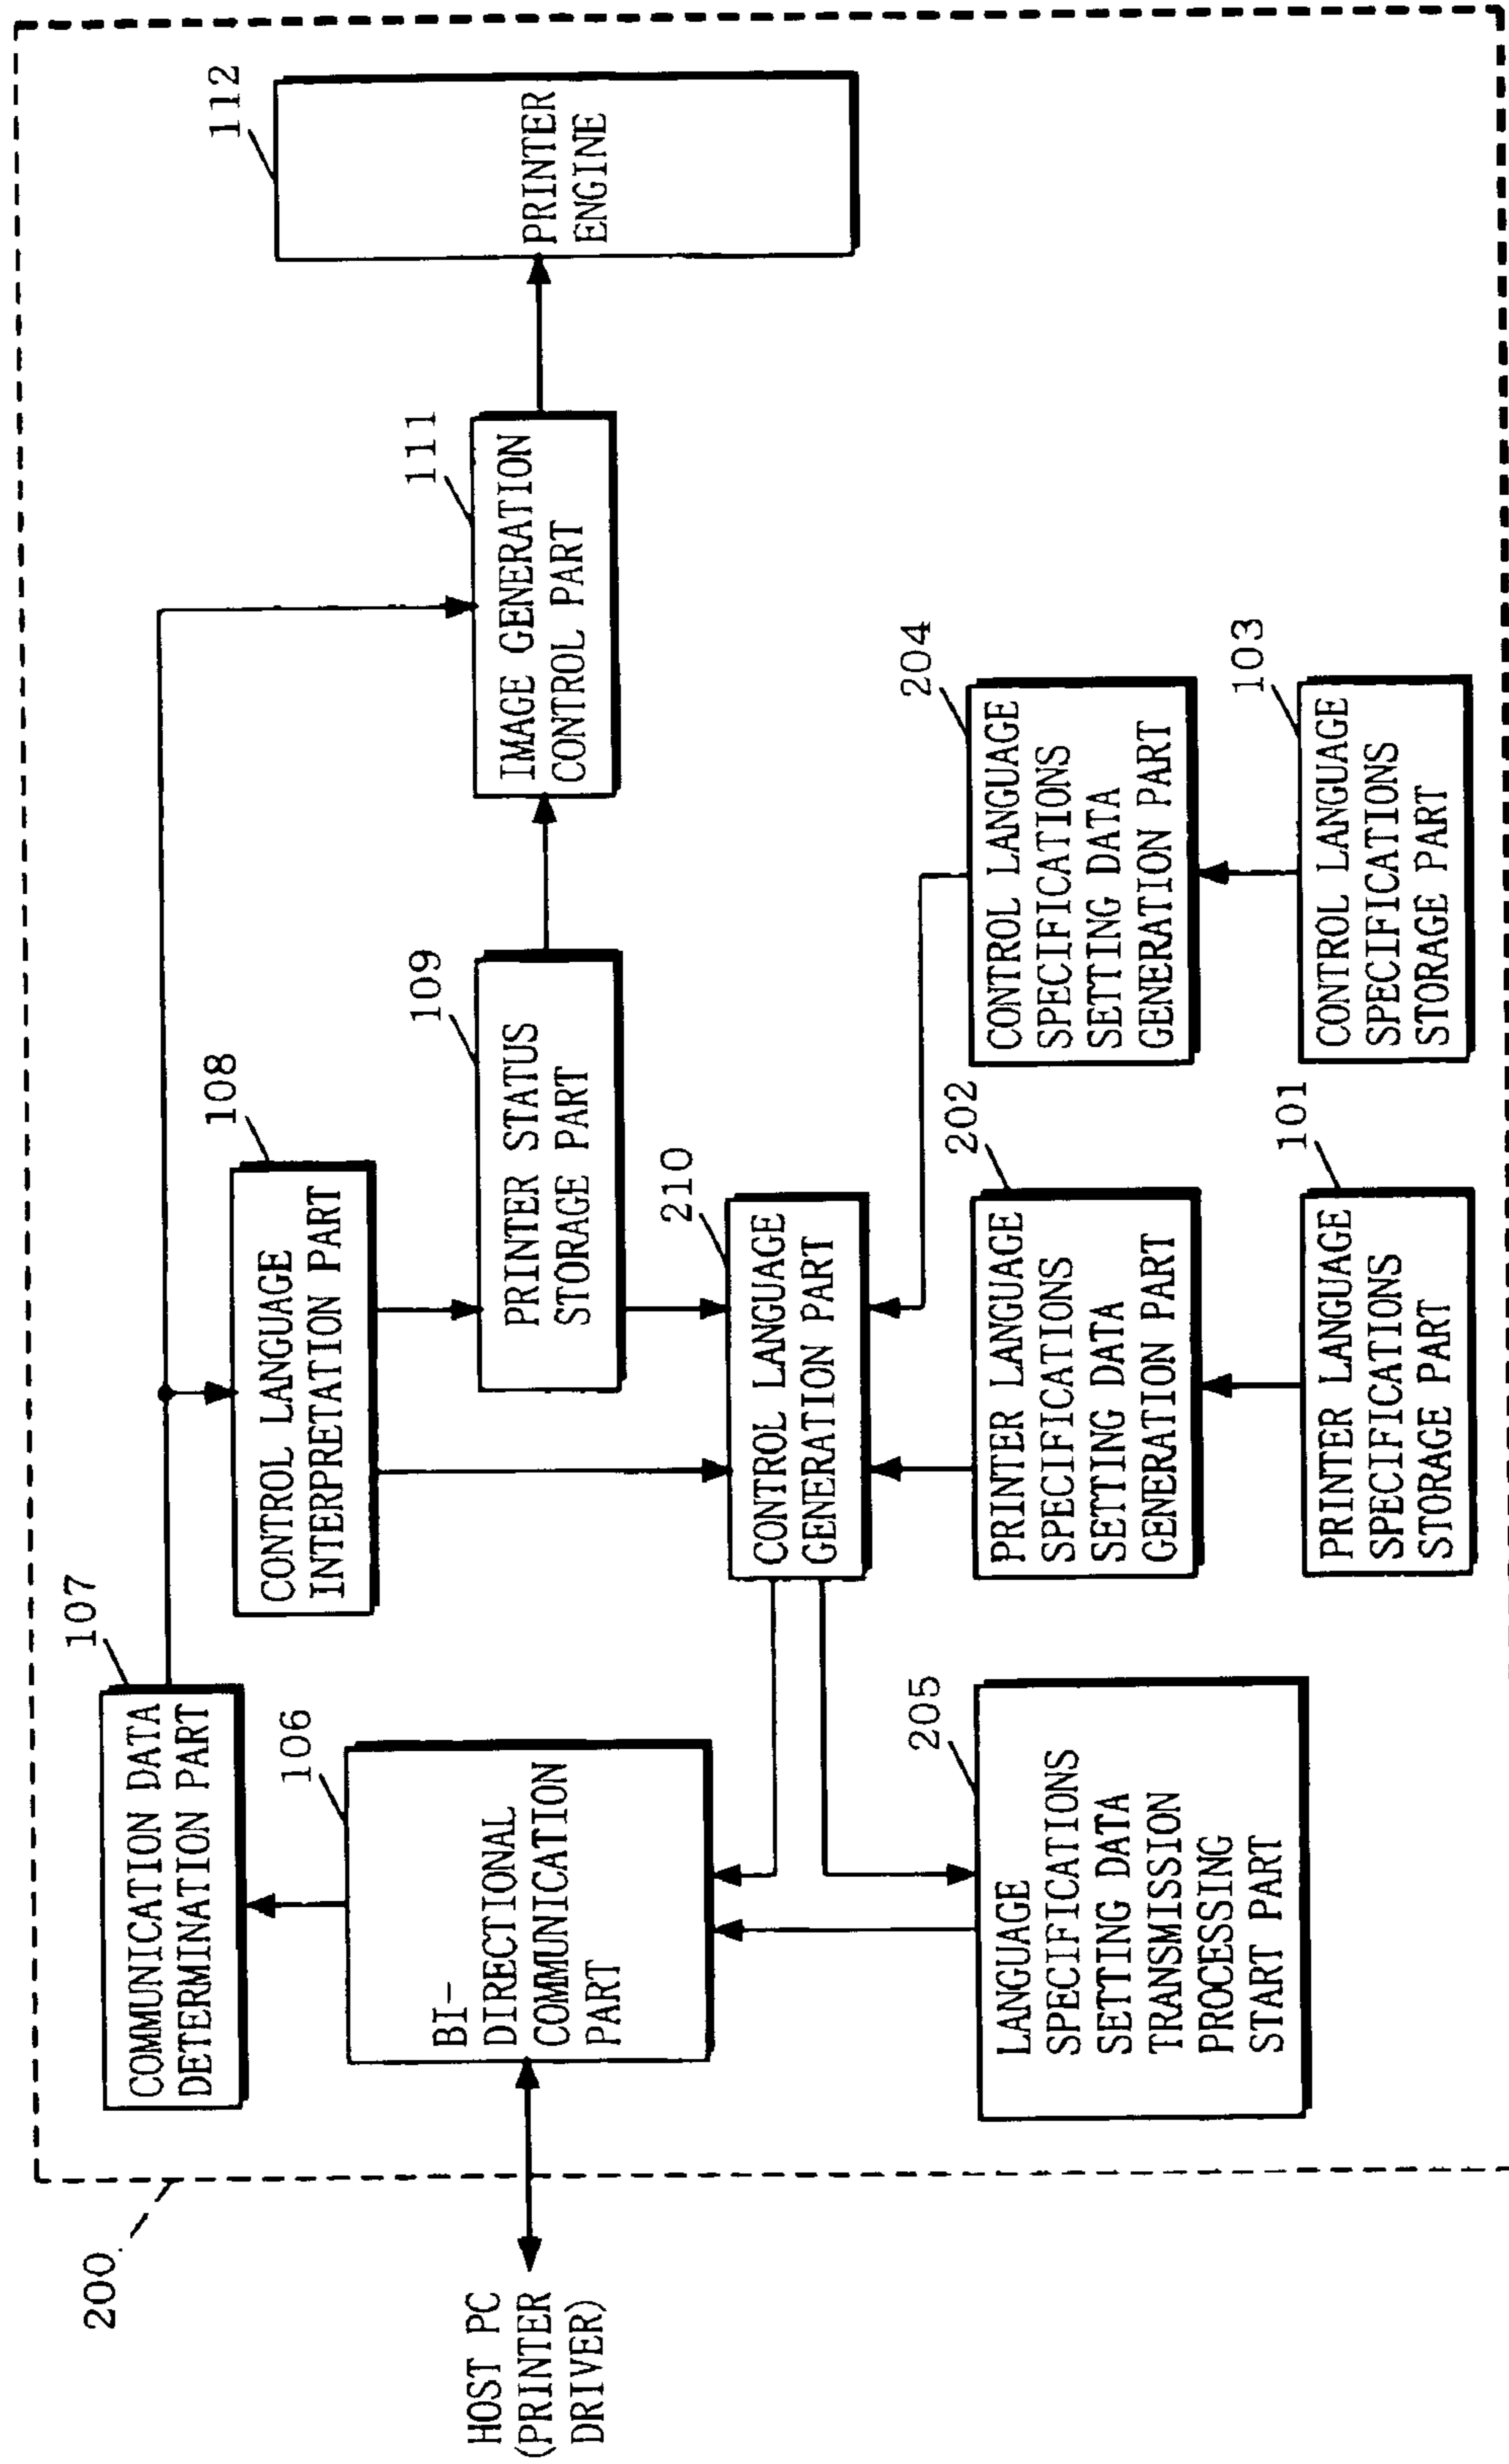 200
HOST PC
(PRINTER
DRIVER)
107
COMMUNICATION DATA
DETERMINATION PART
106
BI-
DIRECTIONAL
COMMUNICATION
PART
205
LANGUAGE
SPECIFICATIONS
SETTING DATA
TRANSMISSION
PROCESSING
START PART
108
CONTROL LANGUAGE
INTERPRETATION PART
109
PRINTER STATUS
STORAGE PART
210
CONTROL LANGUAGE
GENERATION PART
202
PRINTER LANGUAGE
SPECIFICATIONS
SETTING DATA
GENERATION PART
101
PRINTER LANGUAGE
SPECIFICATIONS
STORAGE PART
204
CONTROL LANGUAGE
SPECIFICATIONS
SETTING DATA
GENERATION PART
103
CONTROL LANGUAGE
SPECIFICATIONS
STORAGE PART
111
IMAGE GENERATION
CONTROL PART
112
PRINTER
ENGINE